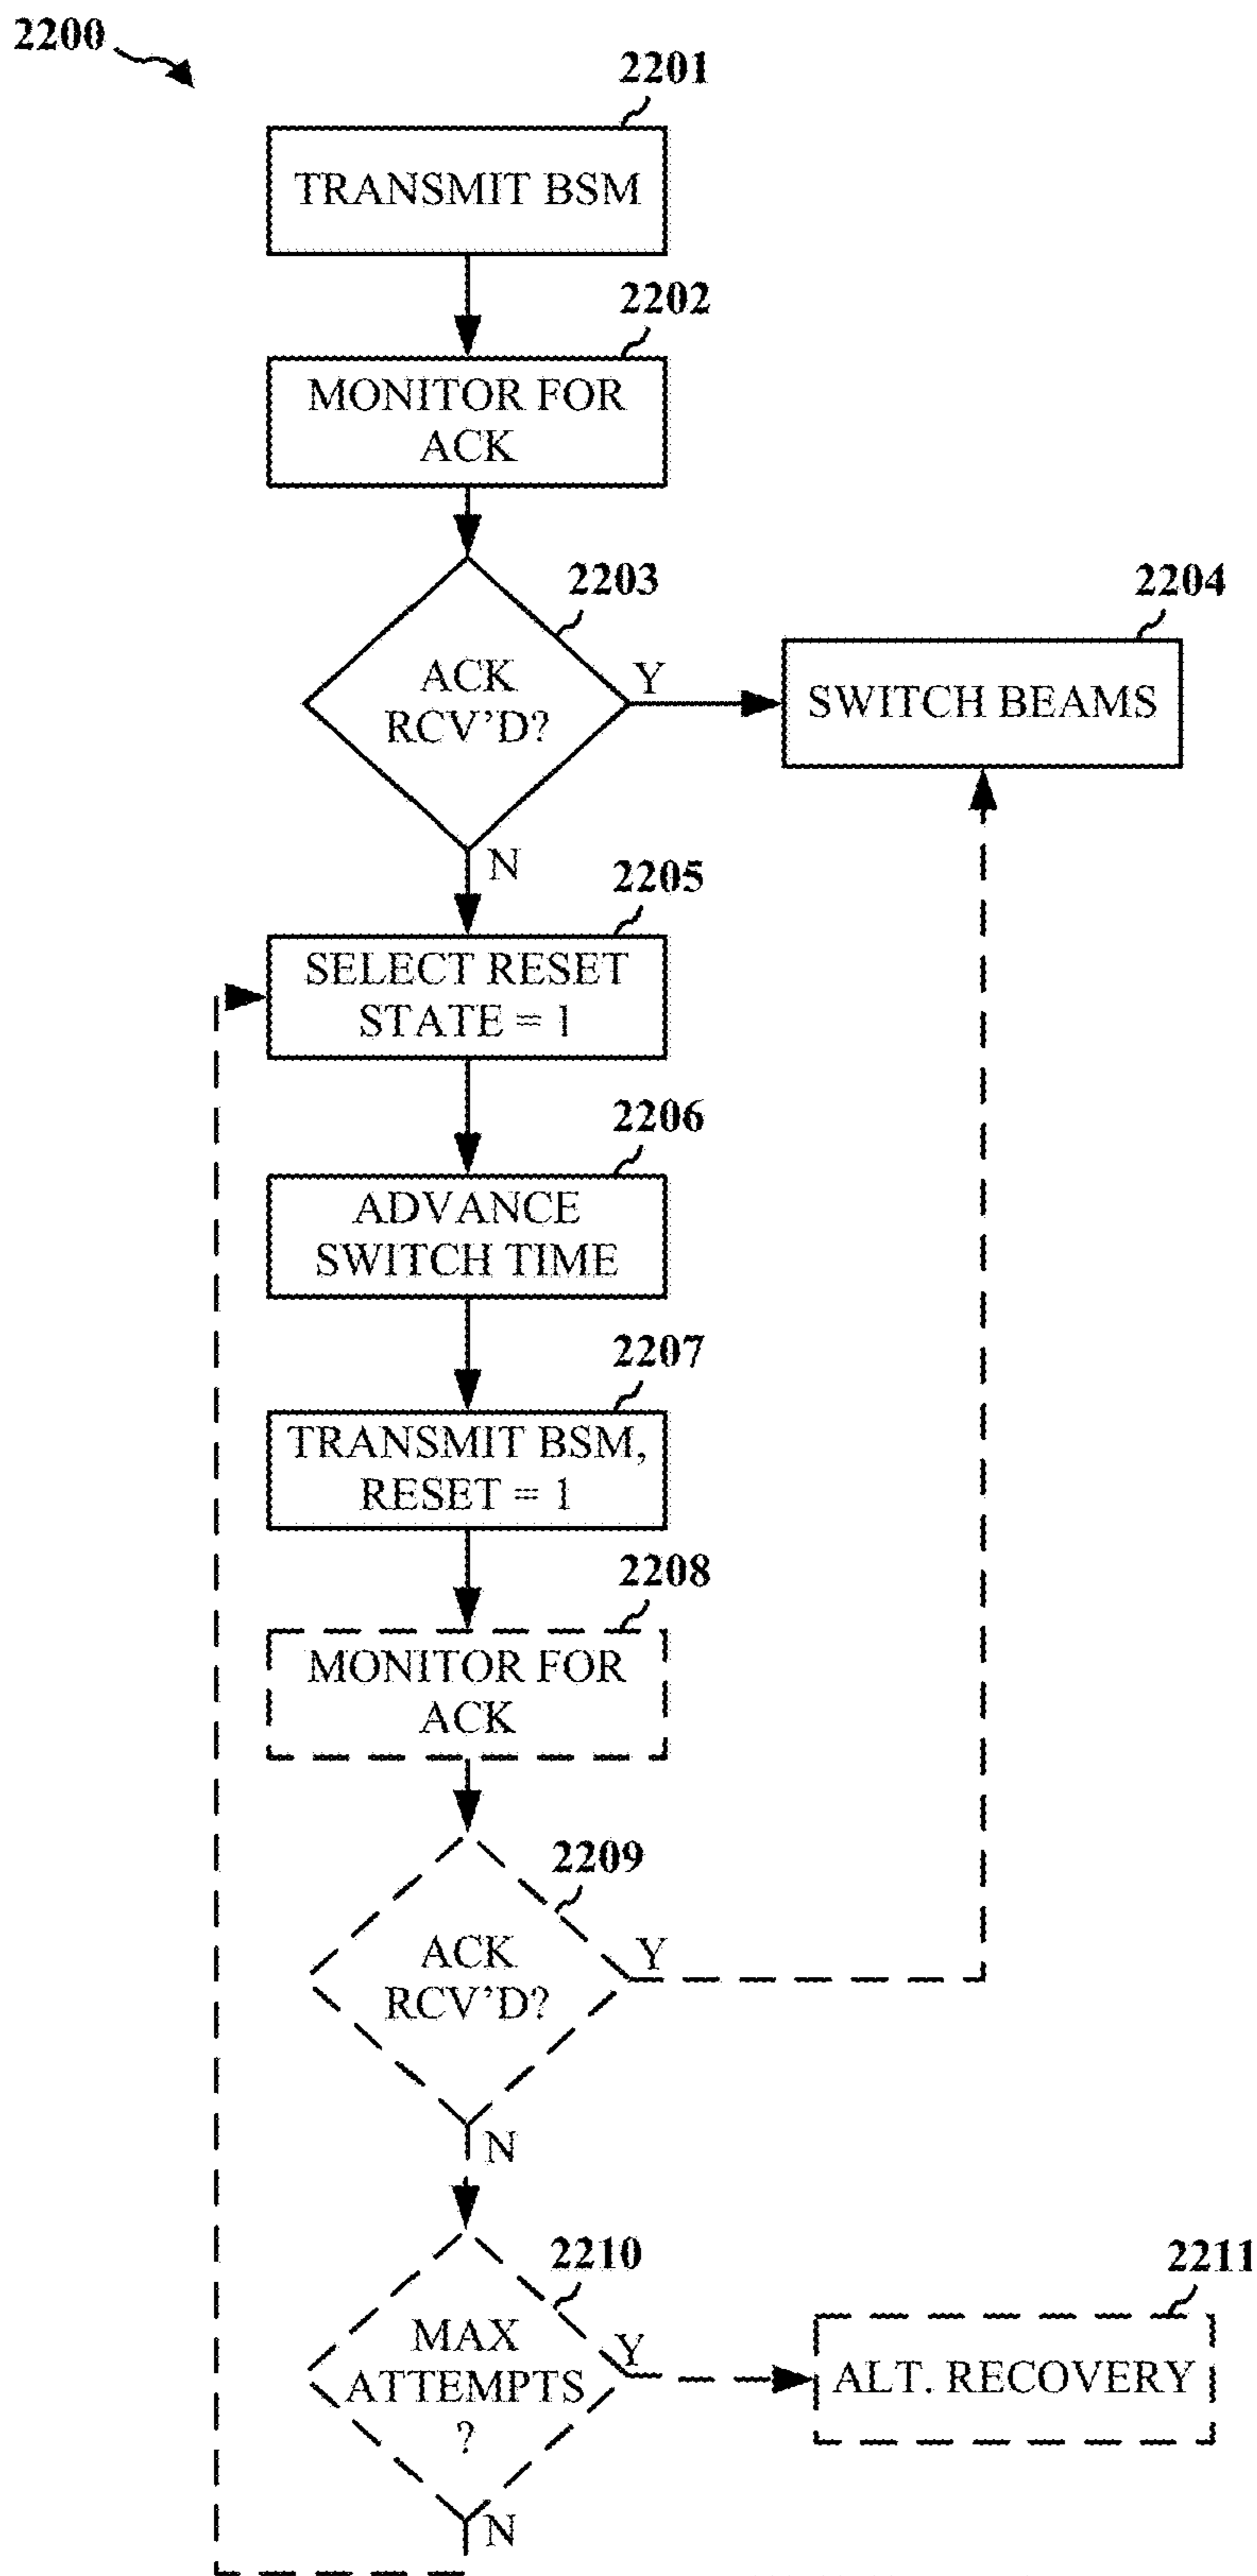 2200
2201
TRANSMIT BSM
2202
MONITOR FOR
ACK
2203
ACK
RCV'D?
Y
N
2204
SWITCH BEAMS
2205
SELECT RESET
STATE = 1
2206
ADVANCE
SWITCH TIME
2207
TRANSMIT BSM,
RESET = 1
2208
MONITOR FOR
ACK
2209
ACK
RCV'D?
Y
N
2210
MAX
ATTEMPTS
?
Y
N
2211
ALT. RECOVERY